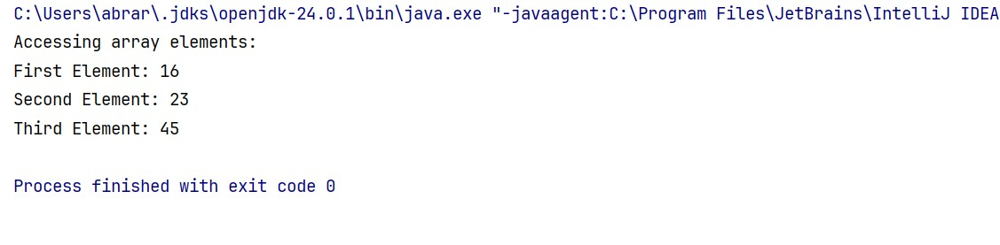 C:\Users\abrar\.jdks\openjdk-24.0.1\bin\java.exe "-javaagent:C:\Program Files\JetBrains\IntelliJ IDEA
Accessing array elements:
First Element: 16
Second Element: 23
Third Element: 45
Process finished with exit code 0